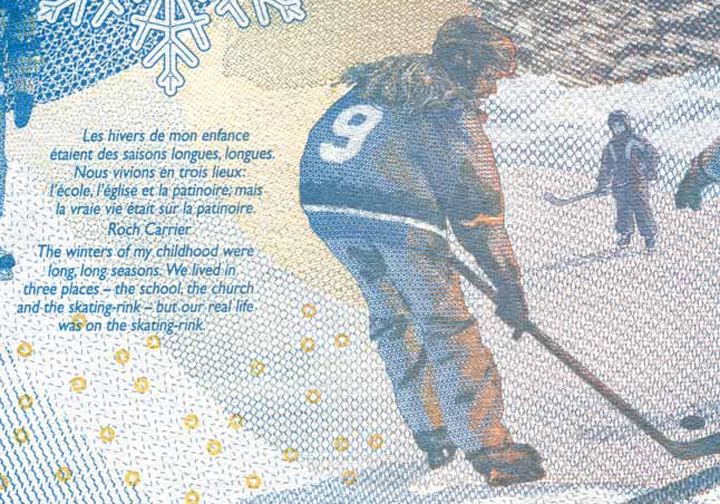 Les hivers de mon enfance
étaient des saisons longues, longues.
Nous vivions en trois lieux:
l'école, l'église et la patinoire; mais
la vraie vie était sur la patinoire.
Roch Carrier
The winters of my childhood were
long, long seasons. We lived in
three places – the school, the church
and the skating-rink – but our real life
was on the skating-rink.
9